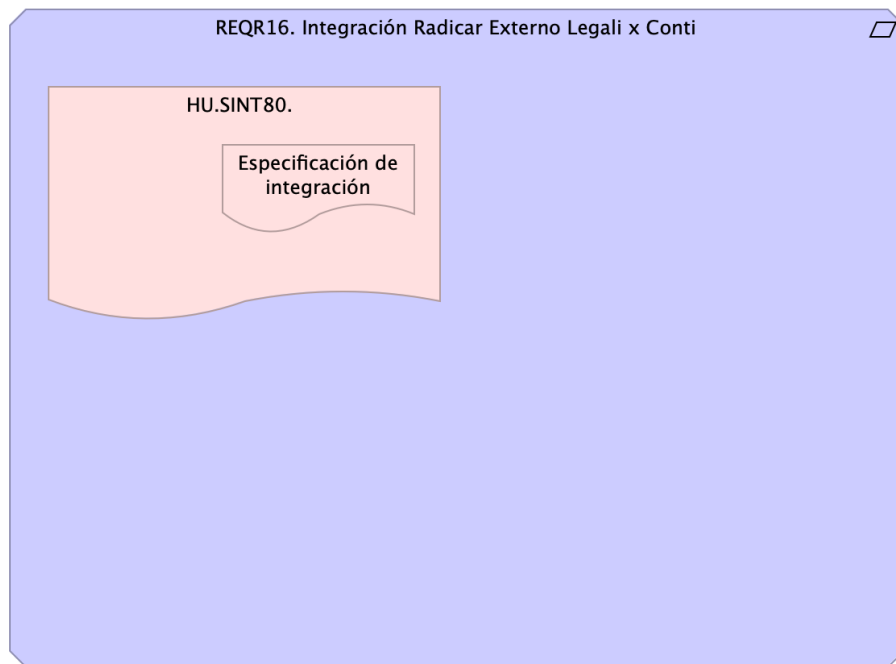 REQR16. Integración Radicar Externo Legali x Conti
HU.SINT80.
Especificación de
integración